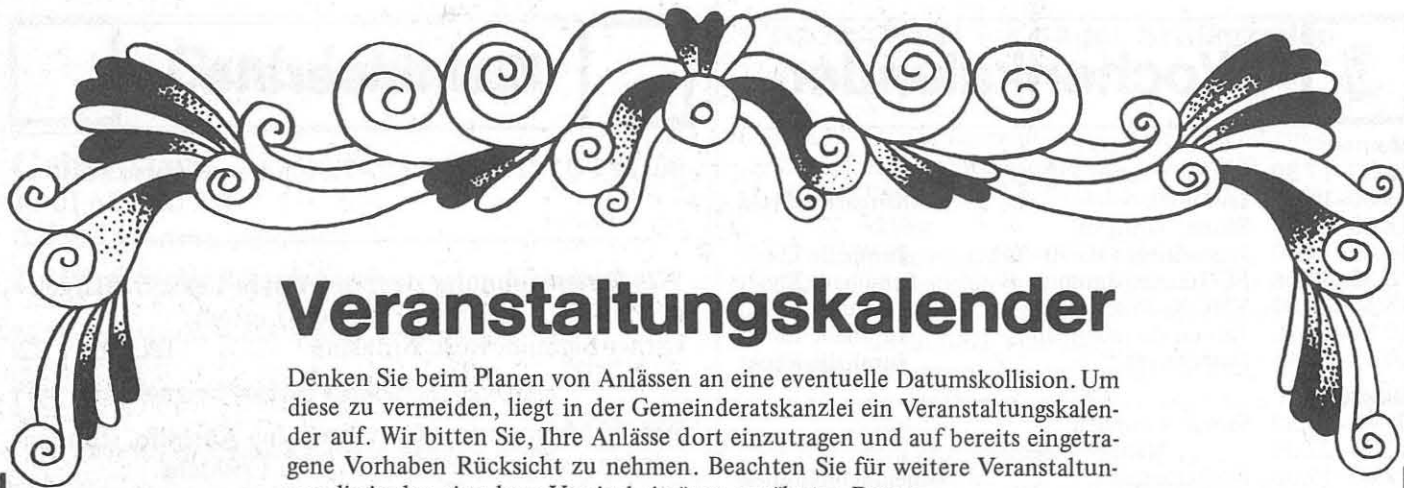 Veranstaltungskalender
Denken Sie beim Planen von Anlässen an eine eventuelle Datumskollision. Um
diese zu vermeiden, liegt in der Gemeinderatskanzlei ein Veranstaltungskalen-
der auf. Wir bitten Sie, Ihre Anlässe dort einzutragen und auf bereits eingetra-
gene Vorhaben Rücksicht zu nehmen. Beachten Sie für weitere Veranstaltun-